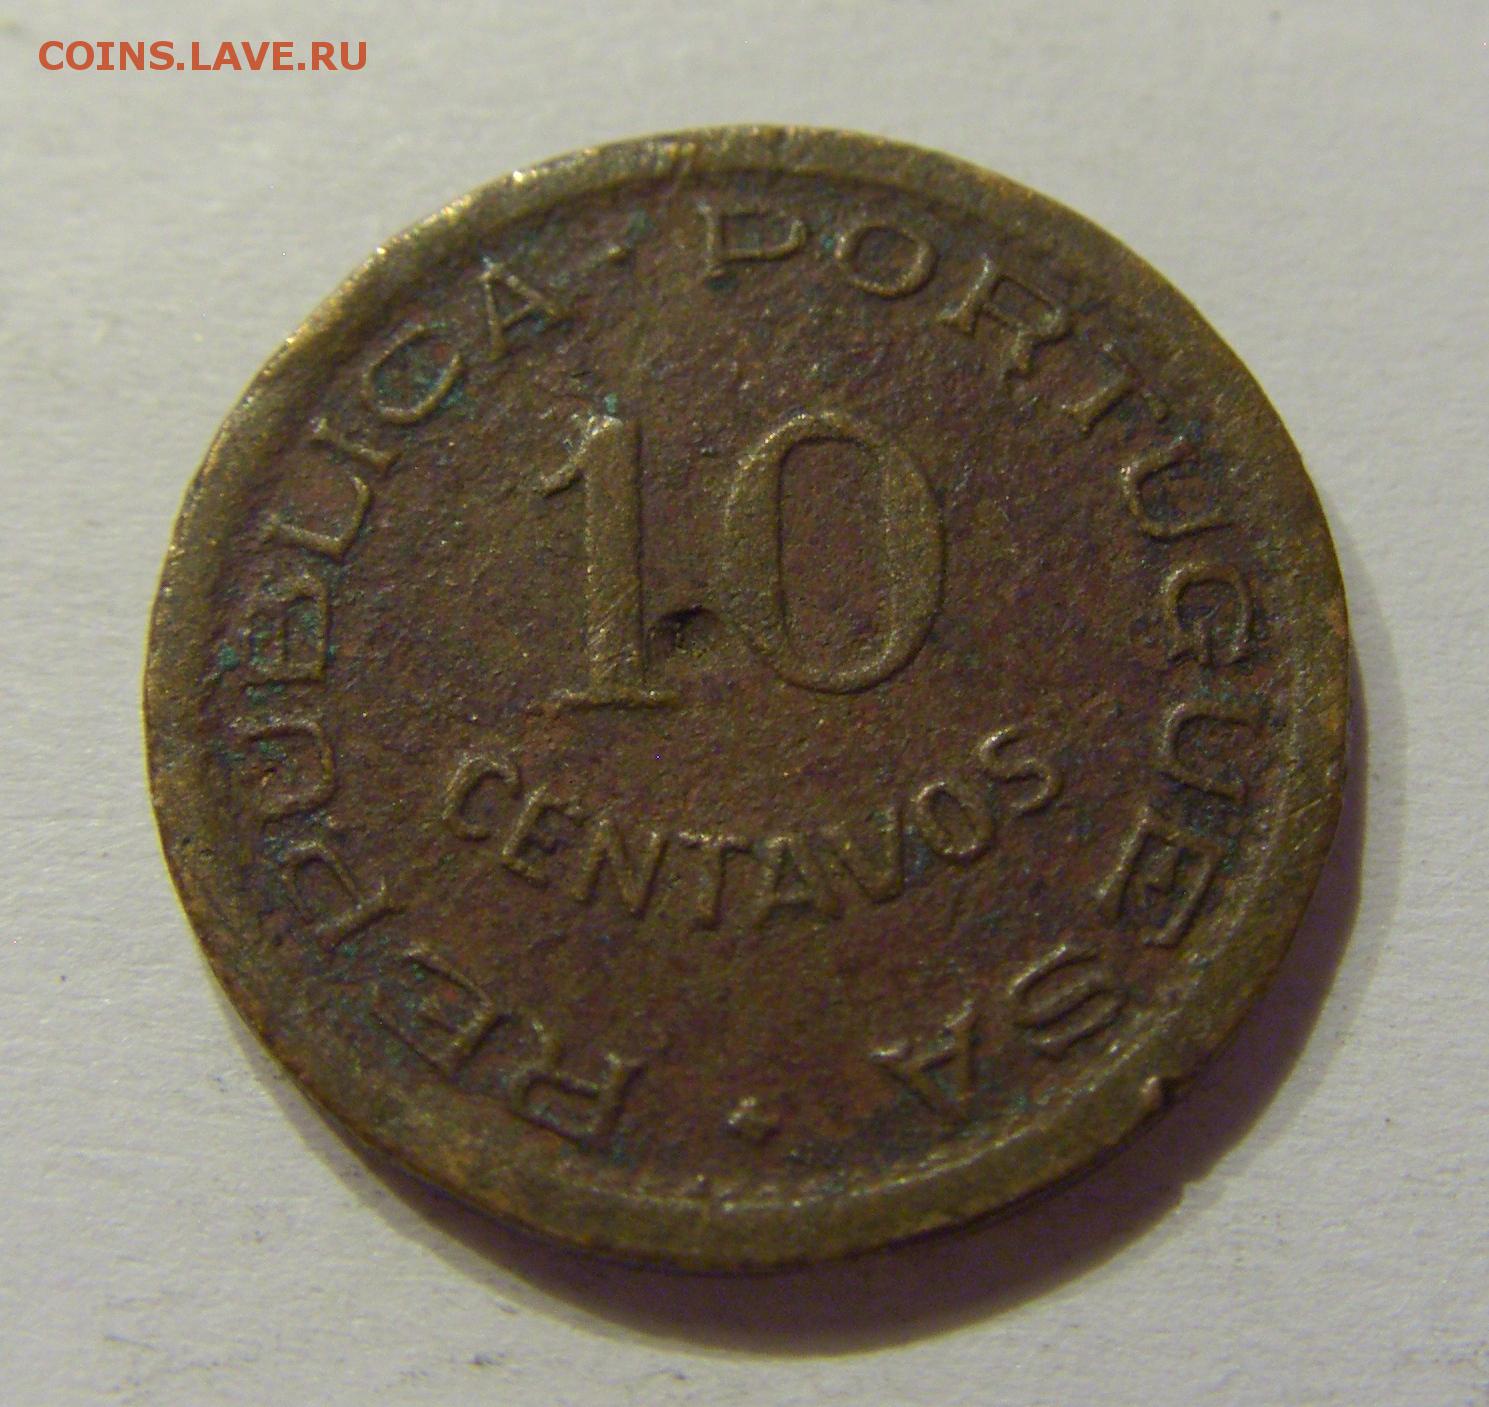 COINS.LAVE.RU
REPUBLICA · PORTUGUESA ·
10
CENTAVOS